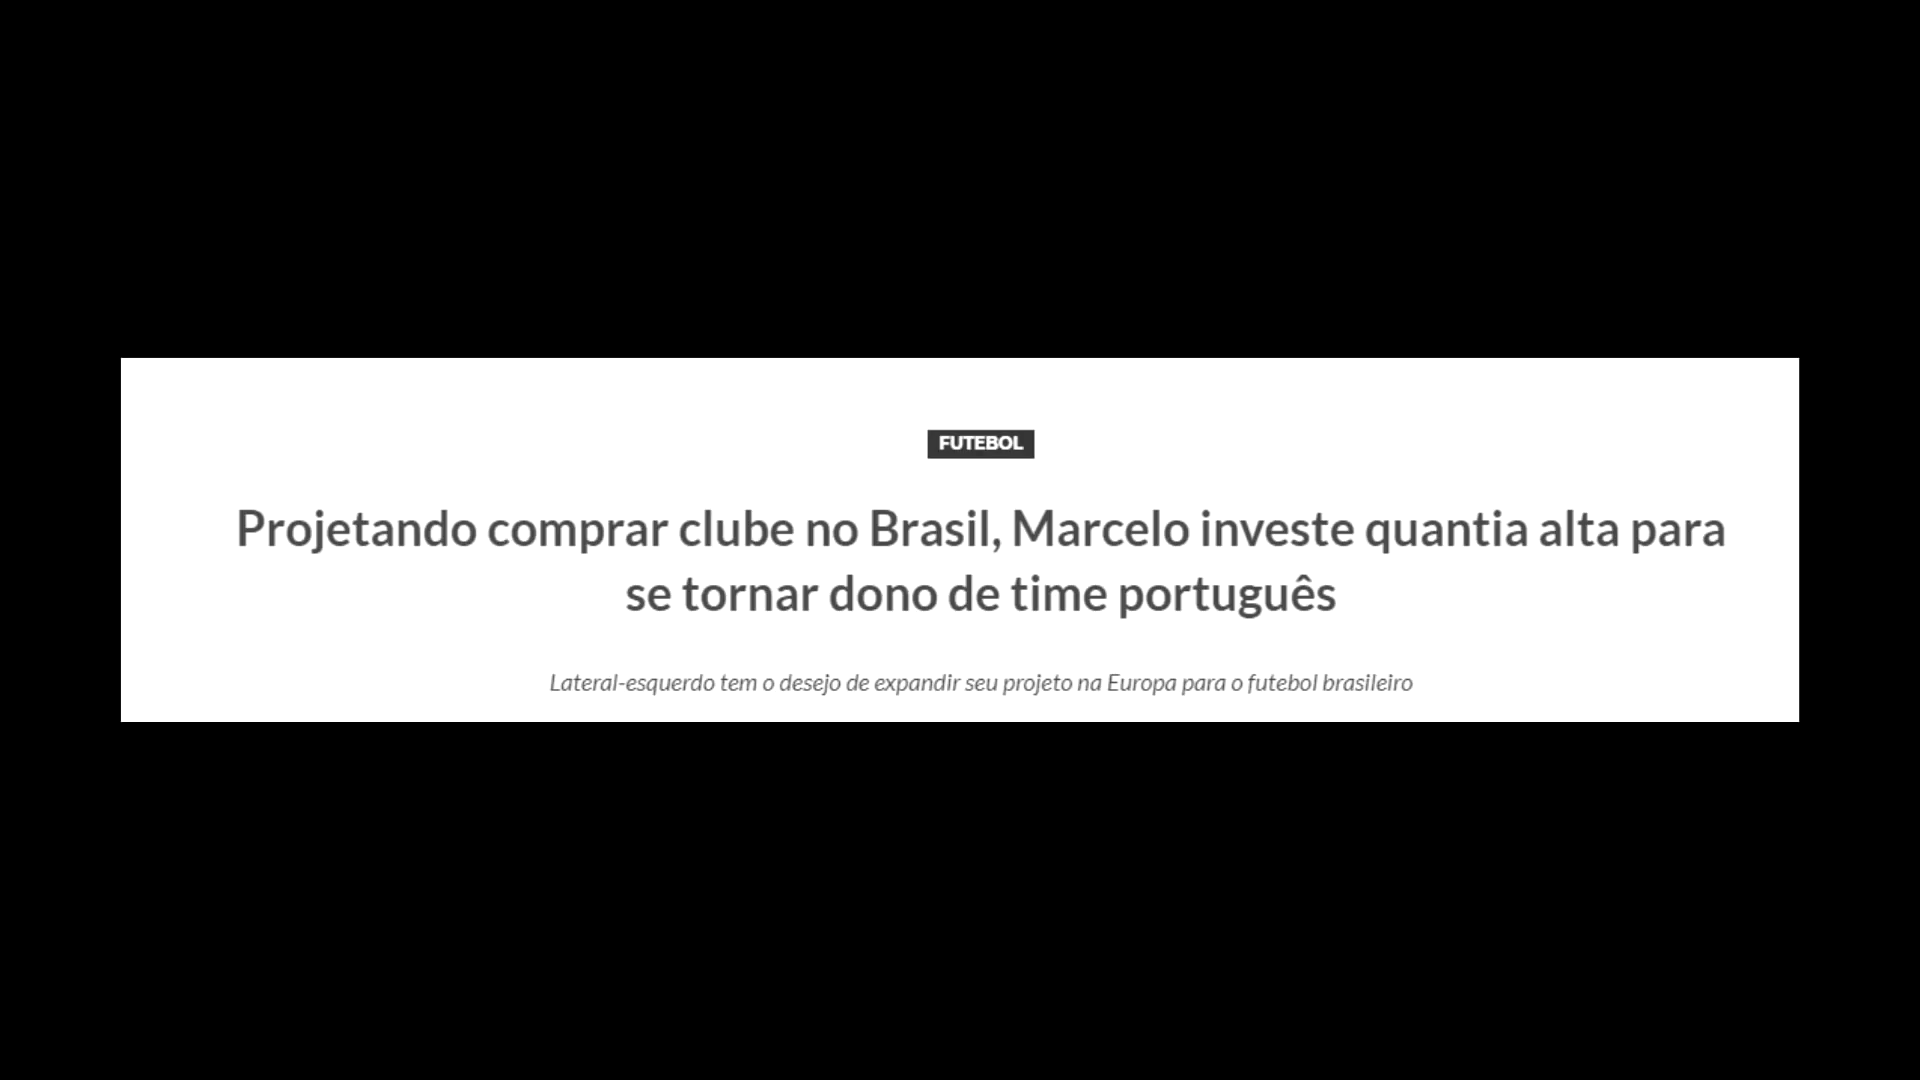 FUTEBOL
Projetando comprar clube no Brasil, Marcelo investe quantia alta para
se tornar dono de time português
Lateral-esquerdo tem o desejo de expandir seu projeto na Europa para o futebol brasileiro